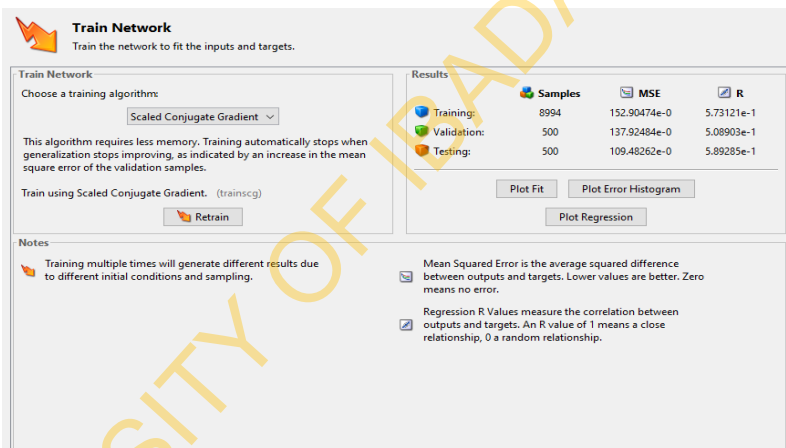 Train Network
Train the network to fit the inputs and targets.
Train Network
Choose a training algorithm:
Scaled Conjugate Gradient
This algorithm requires less memory. Training automatically stops when
generalization stops improving, as indicated by an increase in the mean
square error of the validation samples.
Train using Scaled Conjugate Gradient. (trainscg)
Retrain
Results
Samples MSE R
Training: 8994 152.90474e-0 5.73121e-1
Validation: 500 137.92484e-0 5.08903e-1
Testing: 500 109.48262e-0 5.89285e-1
Plot Fit Plot Error Histogram
Plot Regression
Notes
Training multiple times will generate different results due
to different initial conditions and sampling.
Mean Squared Error is the average squared difference
between outputs and targets. Lower values are better. Zero
means no error.
Regression R Values measure the correlation between
outputs and targets. An R value of 1 means a close
relationship, 0 a random relationship.
SITY OF IBADA